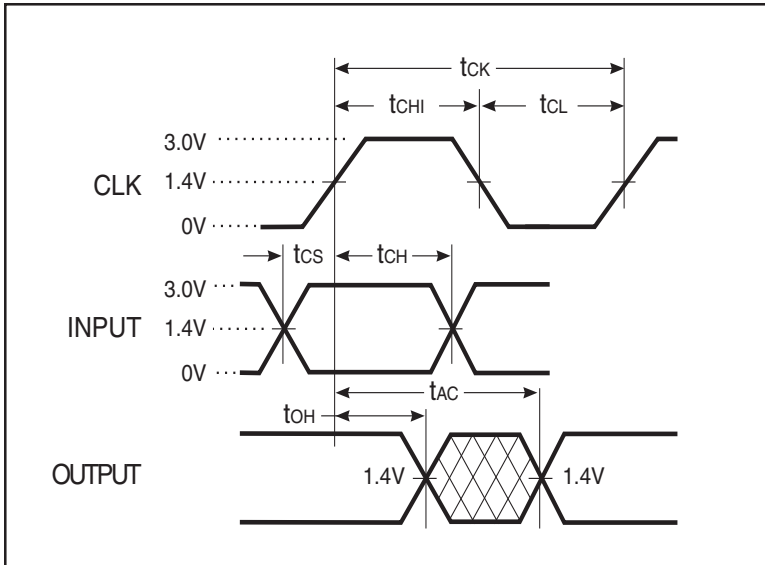 tCK
tCHI tCL
3.0V
CLK 1.4V
0V
tCS tCH
3.0V
INPUT 1.4V
0V
tAC
tOH
OUTPUT 1.4V 1.4V